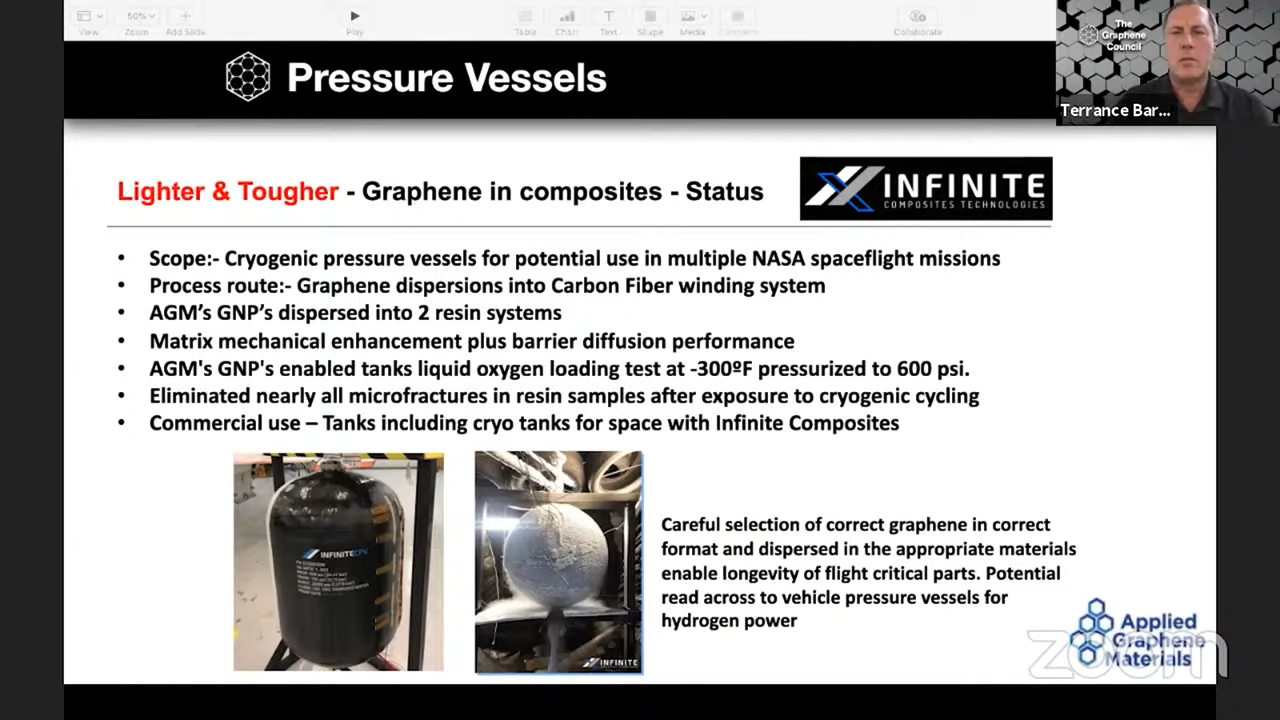 50%
View
Zoom
Add Slide
Play
Table
Chart
Text
Shape
Media
Comment
Collaborate
The
Graphene
Council
Terrance Bar...
Pressure Vessels
Lighter & Tougher - Graphene in composites - Status
INFINITE
COMPOSITES TECHNOLOGIES
• Scope:- Cryogenic pressure vessels for potential use in multiple NASA spaceflight missions
• Process route:- Graphene dispersions into Carbon Fiber winding system
• AGM’s GNP’s dispersed into 2 resin systems
• Matrix mechanical enhancement plus barrier diffusion performance
• AGM's GNP's enabled tanks liquid oxygen loading test at -300ºF pressurized to 600 psi.
• Eliminated nearly all microfractures in resin samples after exposure to cryogenic cycling
• Commercial use – Tanks including cryo tanks for space with Infinite Composites
INFINITECPV
INFINITE
Careful selection of correct graphene in correct
format and dispersed in the appropriate materials
enable longevity of flight critical parts. Potential
read across to vehicle pressure vessels for
hydrogen power
Applied
Graphene
Materials
zoom